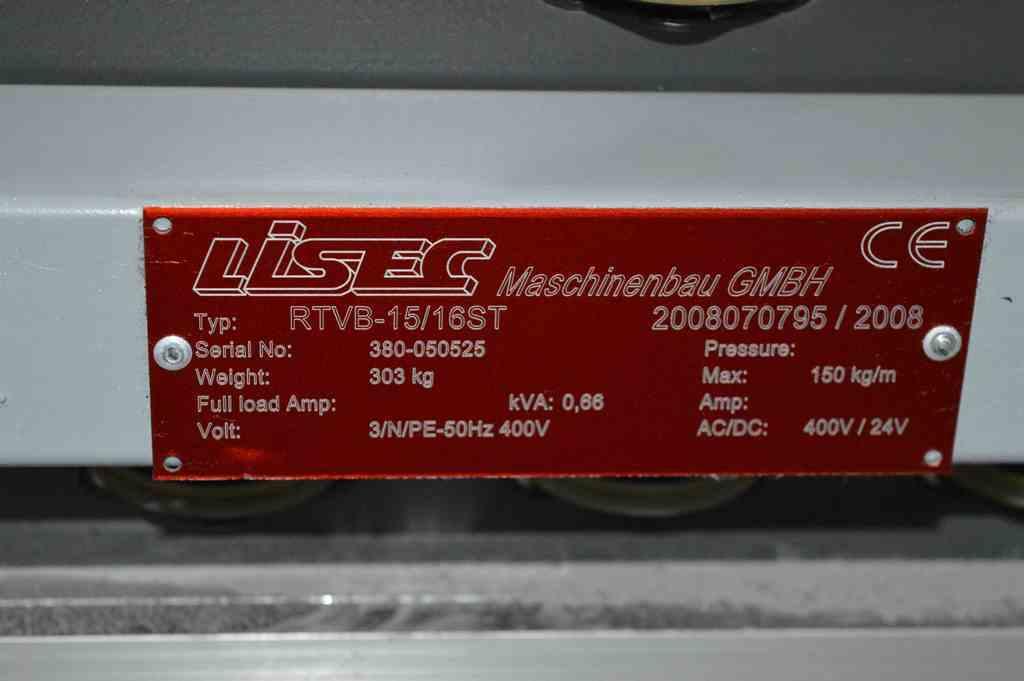 LiSEC Maschinenbau GMBH CE
Typ: RTVB-15/16ST 2008070795 / 2008
Serial No: 380-050525 Pressure:
Weight: 303 kg Max: 150 kg/m
Full load Amp: kVA: 0,66 Amp:
Volt: 3/N/PE-50Hz 400V AC/DC: 400V / 24V